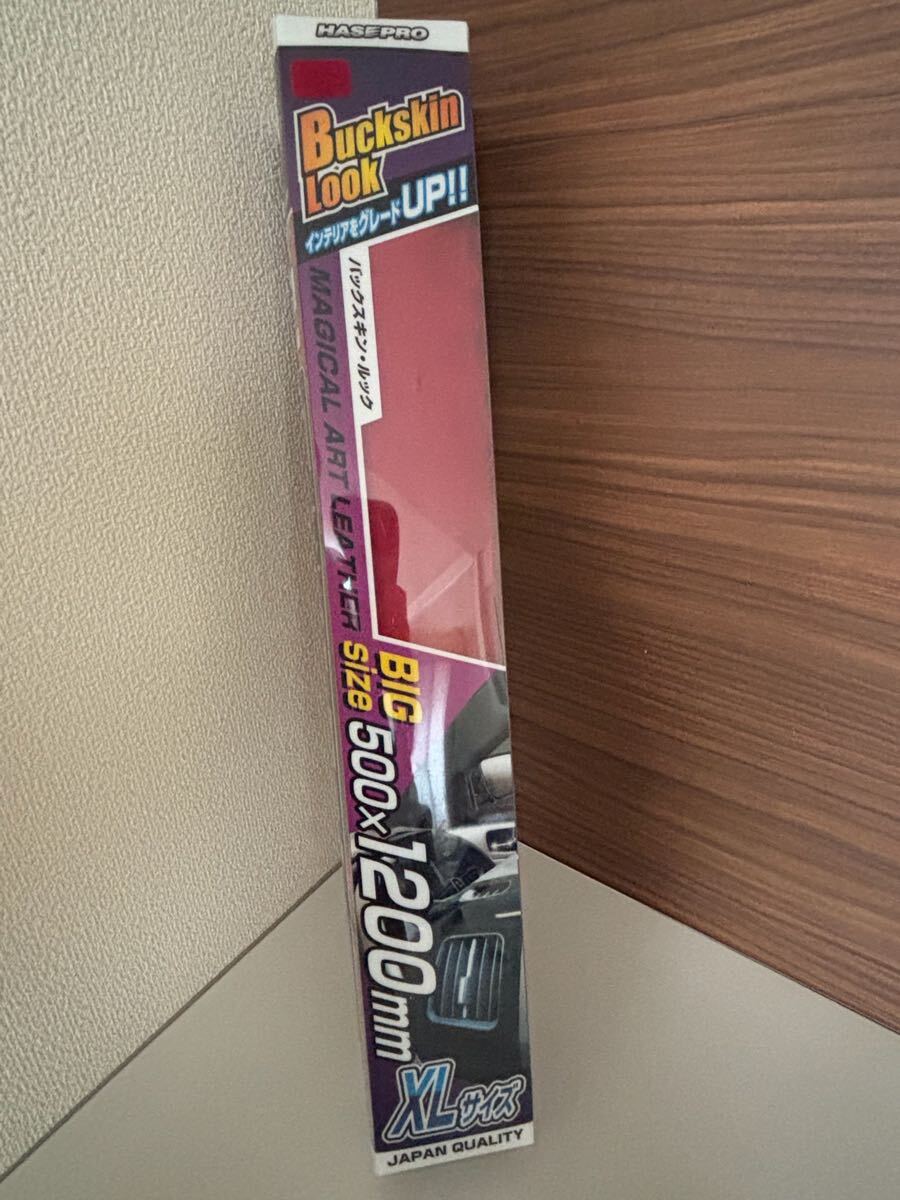 HASEPRO
Buckskin
Look
インテリアをグレードUP!!
バックスキン・ルック
MAGICAL ART LEATHER
BIG
size 500×1200mm
XLサイズ
JAPAN QUALITY